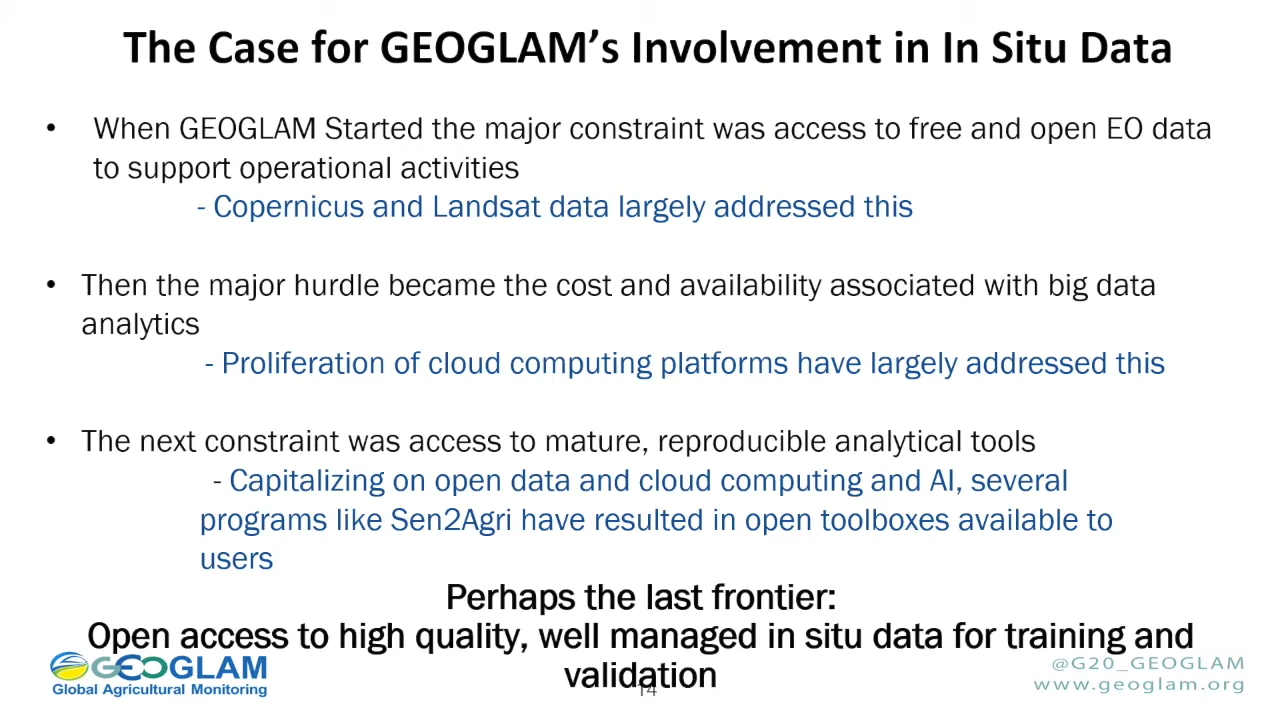 The Case for GEOGLAM's Involvement in In Situ Data
• When GEOGLAM Started the major constraint was access to free and open EO data
to support operational activities
- Copernicus and Landsat data largely addressed this
• Then the major hurdle became the cost and availability associated with big data
analytics
- Proliferation of cloud computing platforms have largely addressed this
• The next constraint was access to mature, reproducible analytical tools
- Capitalizing on open data and cloud computing and AI, several
programs like Sen2Agri have resulted in open toolboxes available to
users
Perhaps the last frontier:
Open access to high quality, well managed in situ data for training and
validation
GEOGLAM
Global Agricultural Monitoring
14
@G20_GEOGLAM
www.geoglam.org